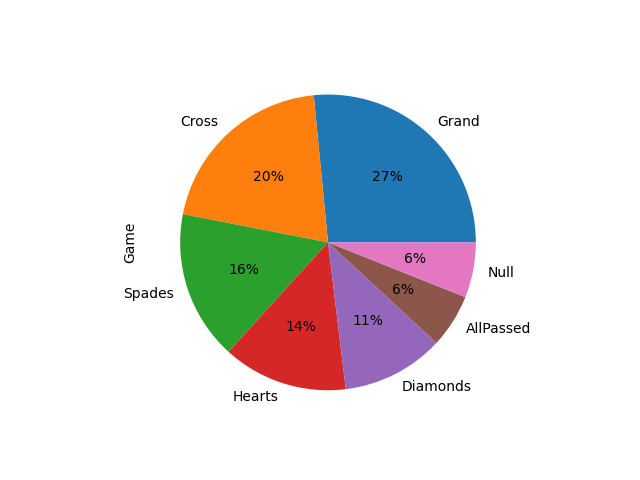 Grand
27%
Cross
20%
Game
Spades
16%
Hearts
14%
Diamonds
11%
AllPassed
6%
Null
6%